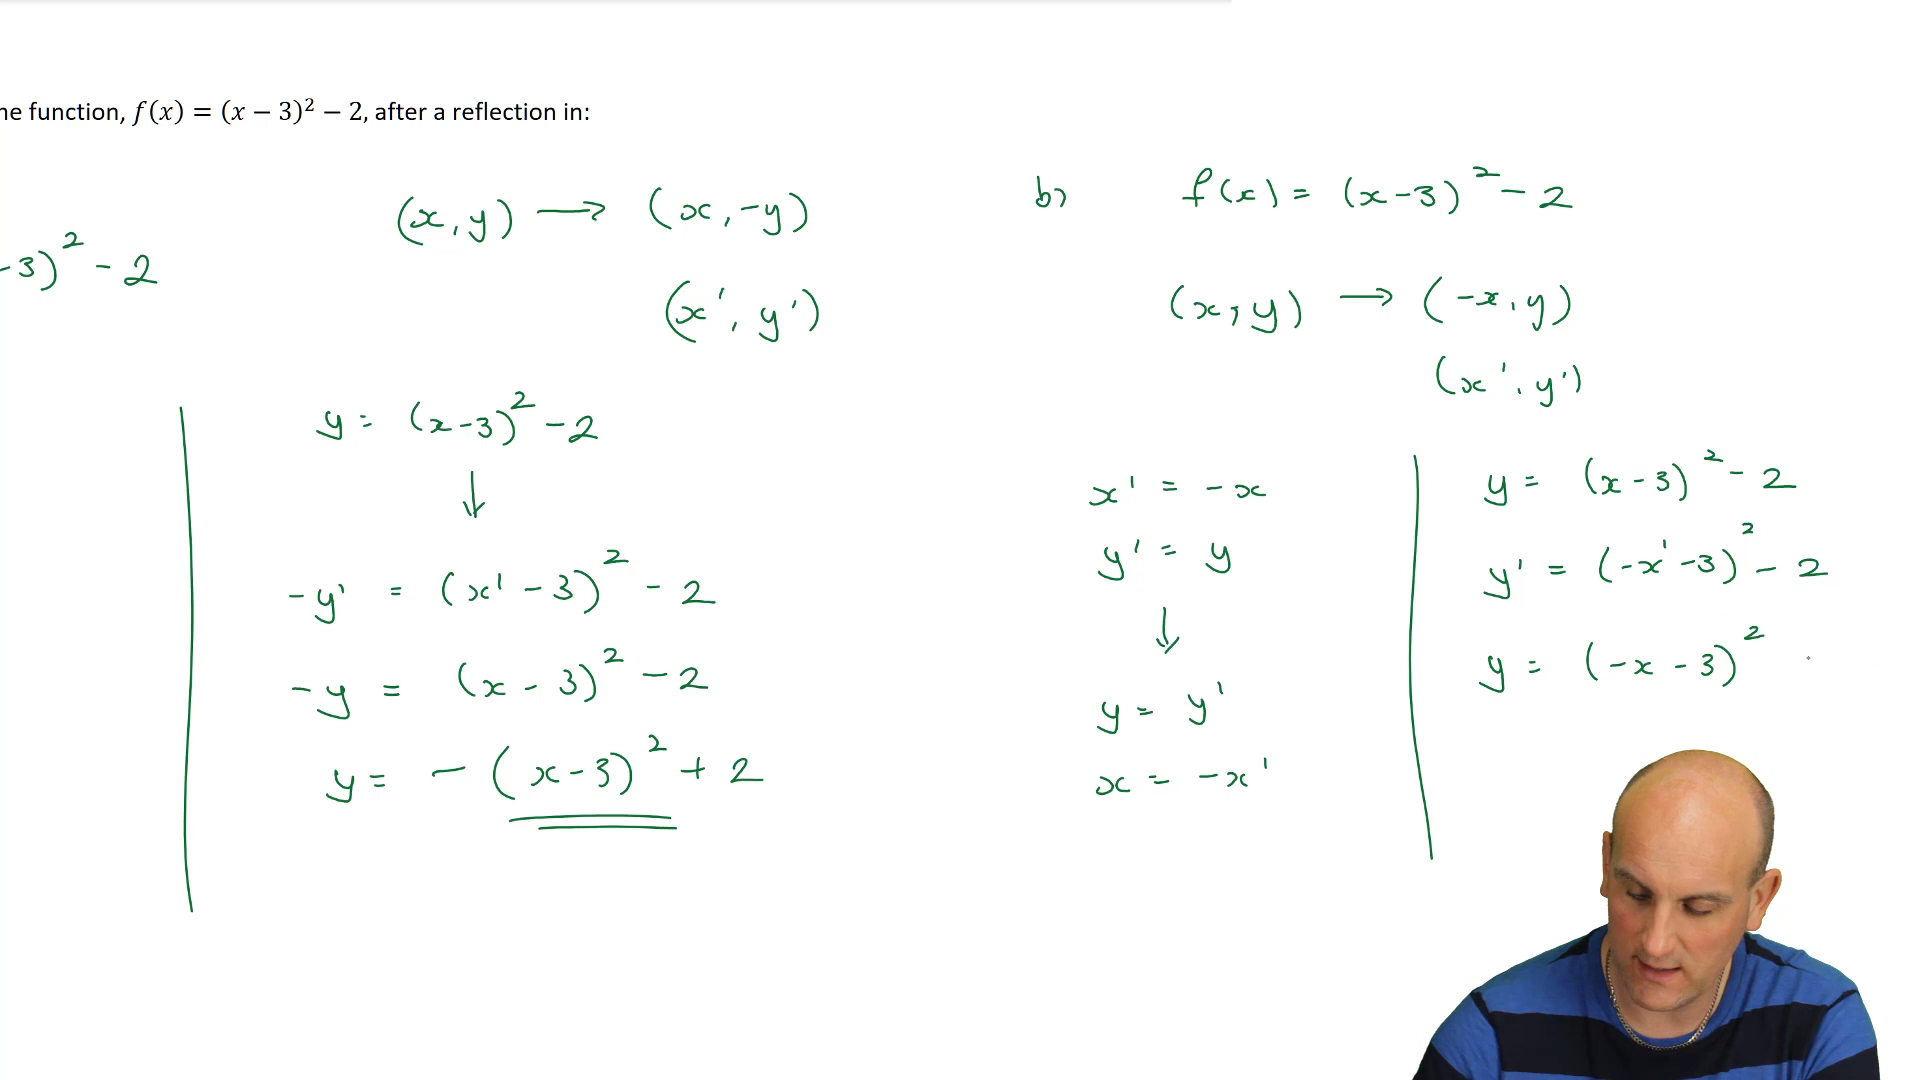 he function, f(x) = (x − 3)² − 2, after a reflection in:
-3)² - 2
(x, y) → (x, -y)
(x', y')
y = (x-3)² - 2
↓
-y' = (x' - 3)² - 2
-y = (x - 3)² - 2
y = - (x-3)² + 2
b) f(x) = (x-3)² - 2
(x, y) → (-x, y)
(x', y')
x' = -x
y' = y
↓
y = y'
x = -x'
y = (x-3)² - 2
y' = (-x'-3)² - 2
y = (-x - 3)²